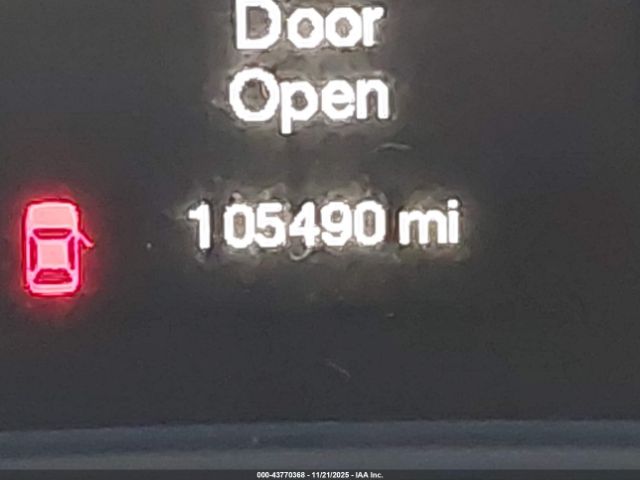 Door
Open
105490 mi
000-43770368 - 11/21/2025 - IAA Inc.